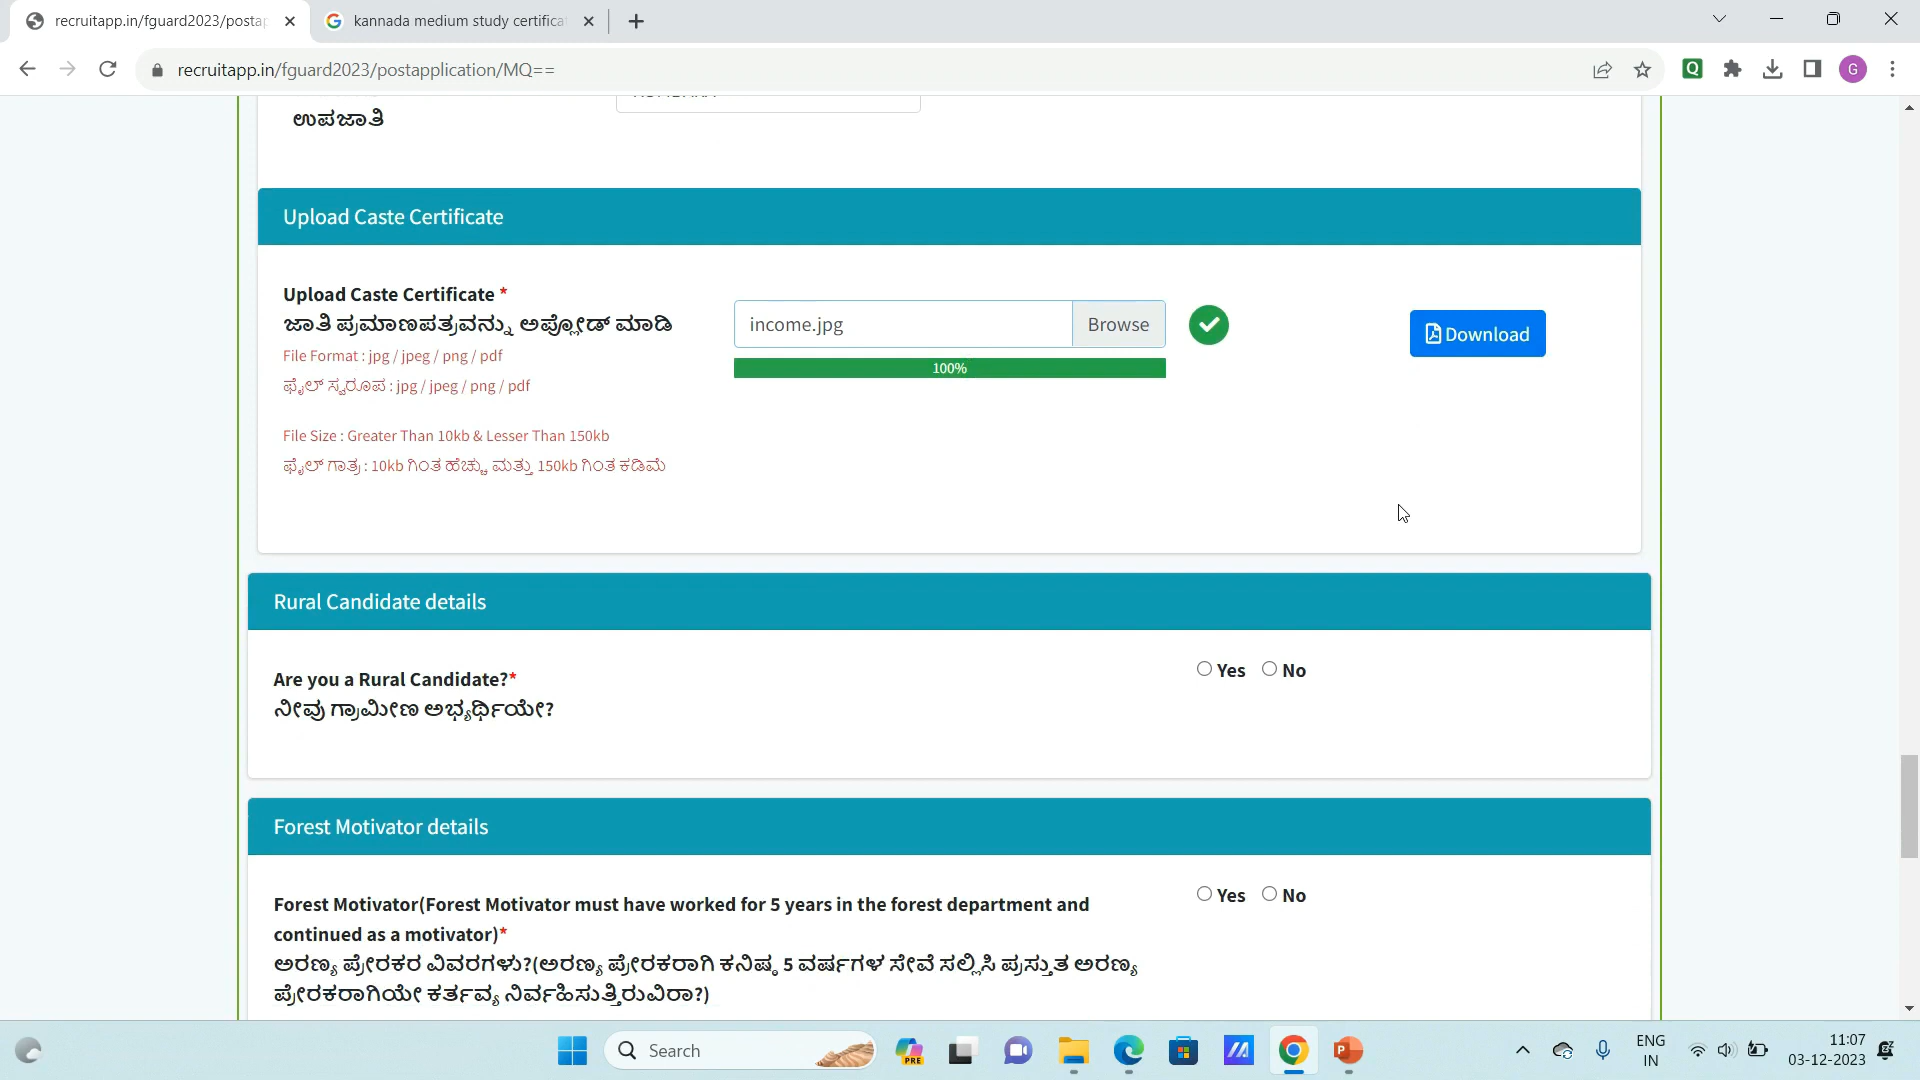 recruitapp.in/fguard2023/posta
kannada medium study certifica
recruitapp.in/fguard2023/postapplication/MQ==
G
ಉಪಜಾತಿ
Upload Caste Certificate
Upload Caste Certificate *
ಜಾತಿ ಪ್ರಮಾಣಪತ್ರವನ್ನು ಅಪ್ಲೋಡ್ ಮಾಡಿ
income.jpg
Browse
Download
File Format : jpg / jpeg / png / pdf
100%
ಫೈಲ್ ಸ್ವರೂಪ : jpg / jpeg / png / pdf
File Size : Greater Than 10kb & Lesser Than 150kb
ಫೈಲ್ ಗಾತ್ರ : 10kb ಗಿಂತ ಹೆಚ್ಚು ಮತ್ತು 150kb ಗಿಂತ ಕಡಿಮೆ
Rural Candidate details
Are you a Rural Candidate?*
Yes No
ನೀವು ಗ್ರಾಮೀಣ ಅಭ್ಯರ್ಥಿಯೇ?
Forest Motivator details
Forest Motivator(Forest Motivator must have worked for 5 years in the forest department and
Yes No
continued as a motivator)*
ಅರಣ್ಯ ಪ್ರೇರಕರ ವಿವರಗಳು?(ಅರಣ್ಯ ಪ್ರೇರಕರಾಗಿ ಕನಿಷ್ಠ 5 ವರ್ಷಗಳ ಸೇವೆ ಸಲ್ಲಿಸಿ ಪ್ರಸ್ತುತ ಅರಣ್ಯ
ಪ್ರೇರಕರಾಗಿಯೇ ಕರ್ತವ್ಯ ನಿರ್ವಹಿಸುತ್ತಿರುವಿರಾ?)
Search
PRE
ENG
IN
11:07
03-12-2023